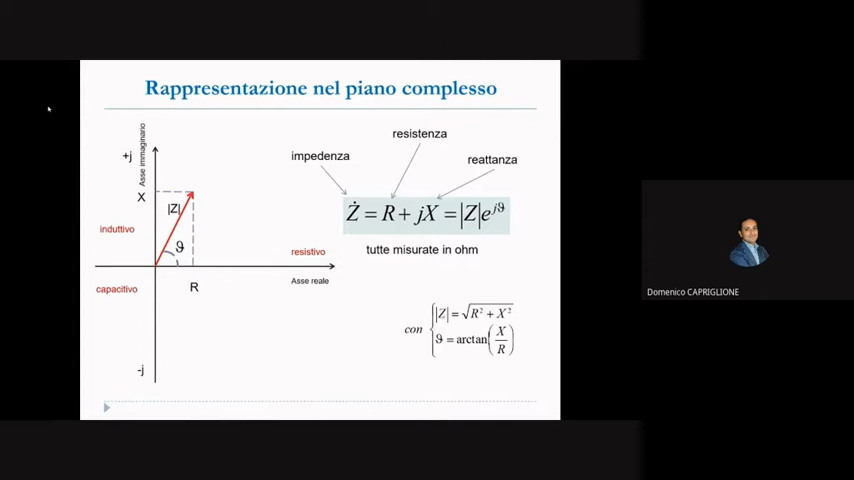 Rappresentazione nel piano complesso
+j
Asse immaginario
X
|Z|
induttivo
ϑ
resistivo
Asse reale
capacitivo
R
-j
resistenza
impedenza
reattanza
Ż = R + jX = |Z|e^{jϑ}
tutte misurate in ohm
con
|Z| = √(R² + X²)
ϑ = arctan(X/R)
Domenico CAPRIGLIONE